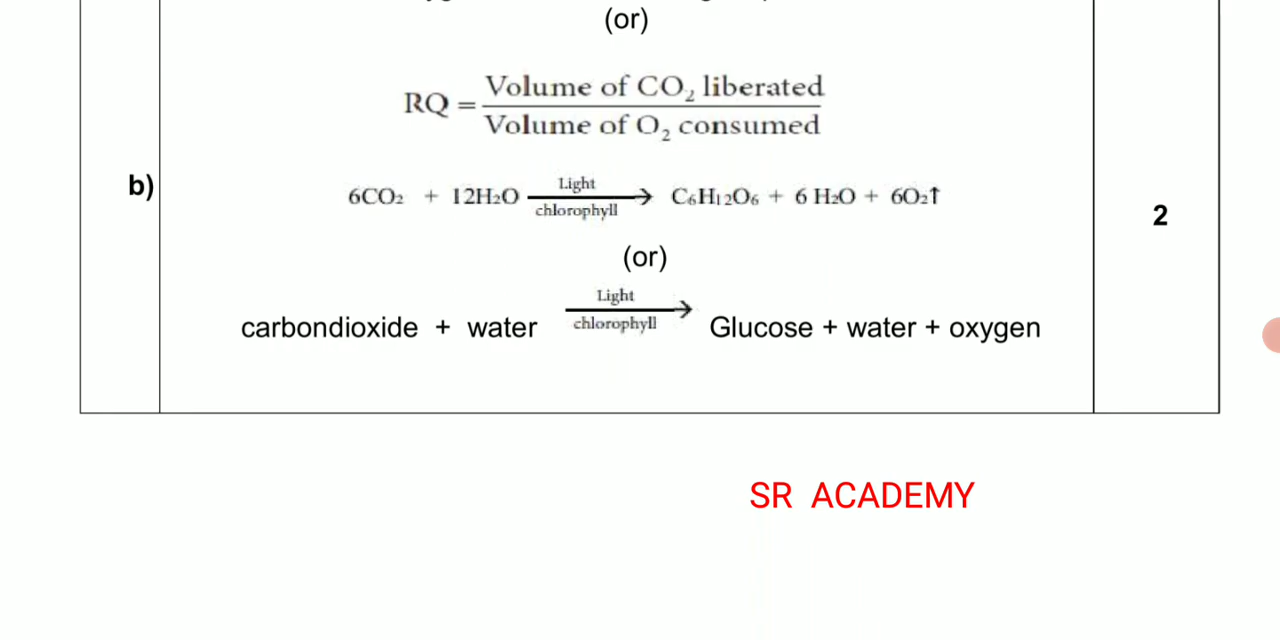 (or)
RQ = Volume of CO₂ liberated
Volume of O₂ consumed
b)
6CO₂ + 12H₂O Light chlorophyll → C₆H₁₂O₆ + 6 H₂O + 6O₂↑
2
(or)
carbondioxide + water Light chlorophyll → Glucose + water + oxygen
SR ACADEMY